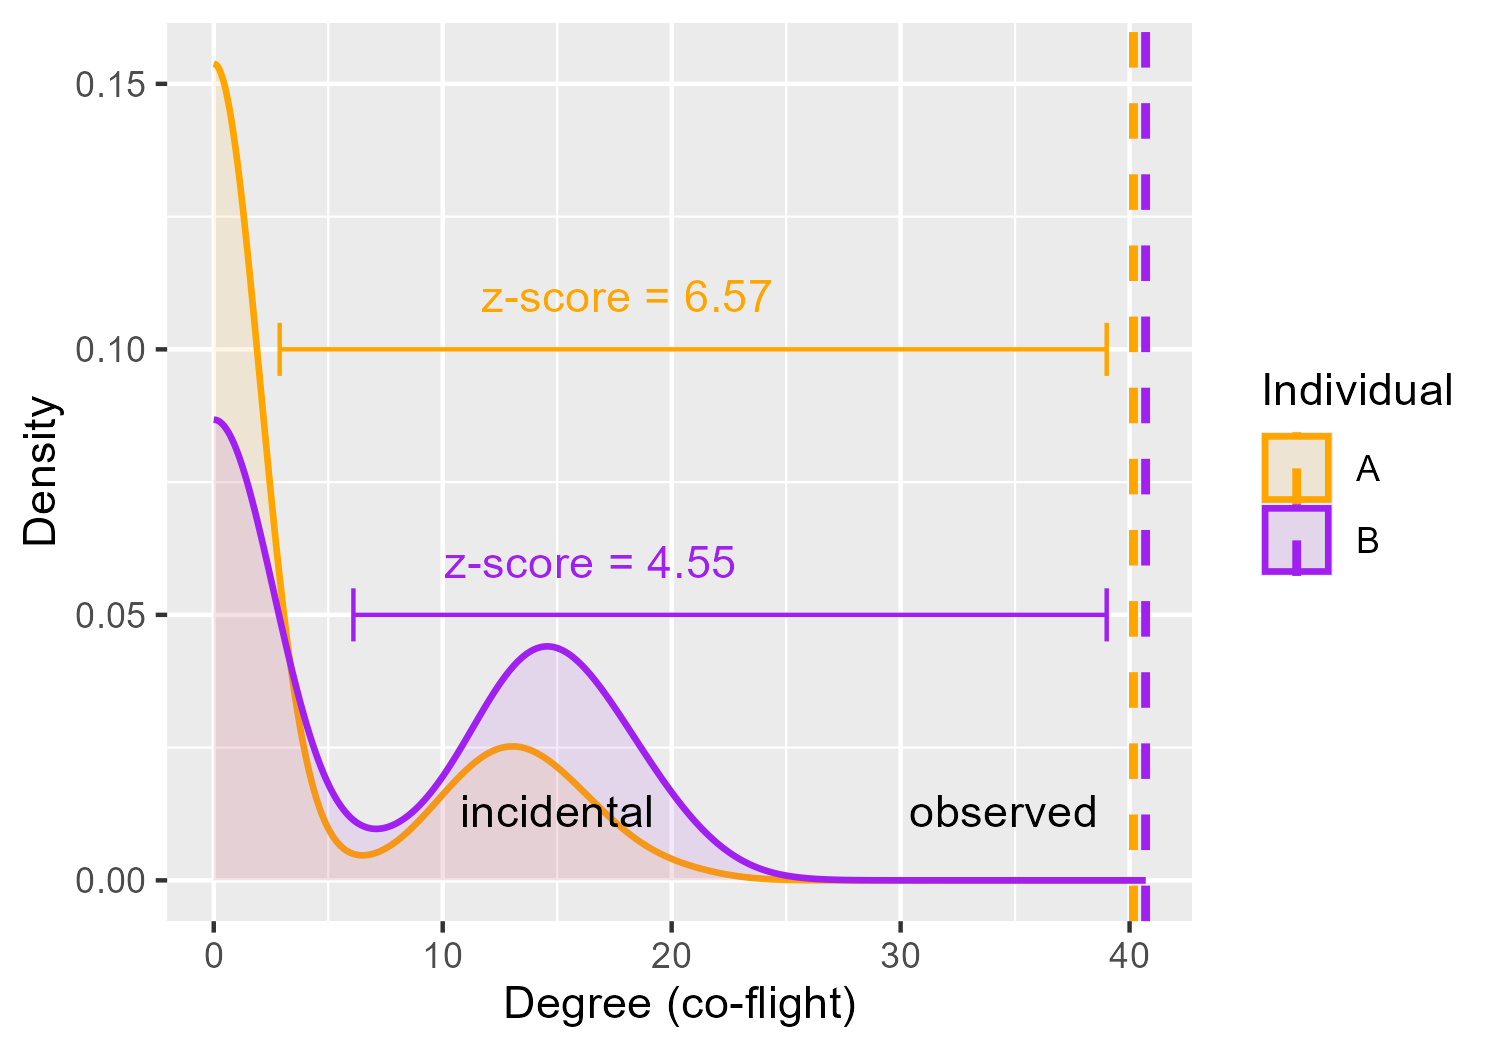 0.15
0.10
0.05
0.00
Density
z-score = 6.57
z-score = 4.55
incidental
observed
0
10
20
30
40
Degree (co-flight)
Individual
A
B